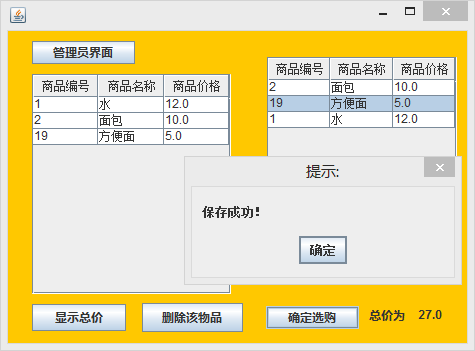 管理员界面
商品编号 商品名称 商品价格
1 水 12.0
2 面包 10.0
19 方便面 5.0
商品编号 商品名称 商品价格
2 面包 10.0
19 方便面 5.0
1 水 12.0
提示:
保存成功!
确定
显示总价 删除该物品 确定选购 总价为 27.0